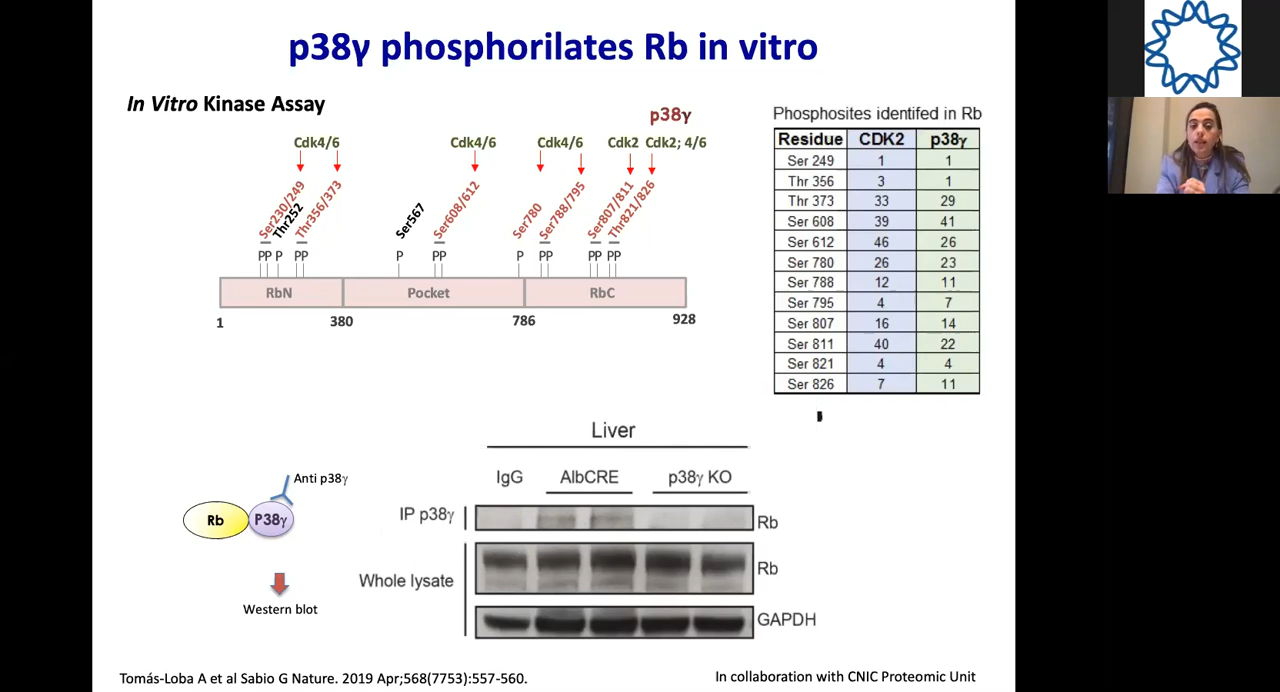 p38γ phosphorilates Rb in vitro
In Vitro Kinase Assay
p38γ
Cdk4/6 Cdk4/6 Cdk4/6 Cdk2 Cdk2; 4/6
Ser230/249 Thr252 Thr356/373 Ser567 Ser608/612 Ser780 Ser788/795 Ser807/811 Thr821/826
PP P PP P PP P PP PP PP
RbN Pocket RbC
1 380 786 928
Phosphosites identifed in Rb
Residue CDK2 p38γ
Ser 249 1 1
Thr 356 3 1
Thr 373 33 29
Ser 608 39 41
Ser 612 46 26
Ser 780 26 23
Ser 788 12 11
Ser 795 4 7
Ser 807 16 14
Ser 811 40 22
Ser 821 4 4
Ser 826 7 11
Anti p38γ
Rb P38γ
Western blot
Liver
IgG AlbCRE p38γ KO
IP p38γ Rb
Whole lysate Rb
GAPDH
Tomás-Loba A et al Sabio G Nature. 2019 Apr;568(7753):557-560.
In collaboration with CNIC Proteomic Unit